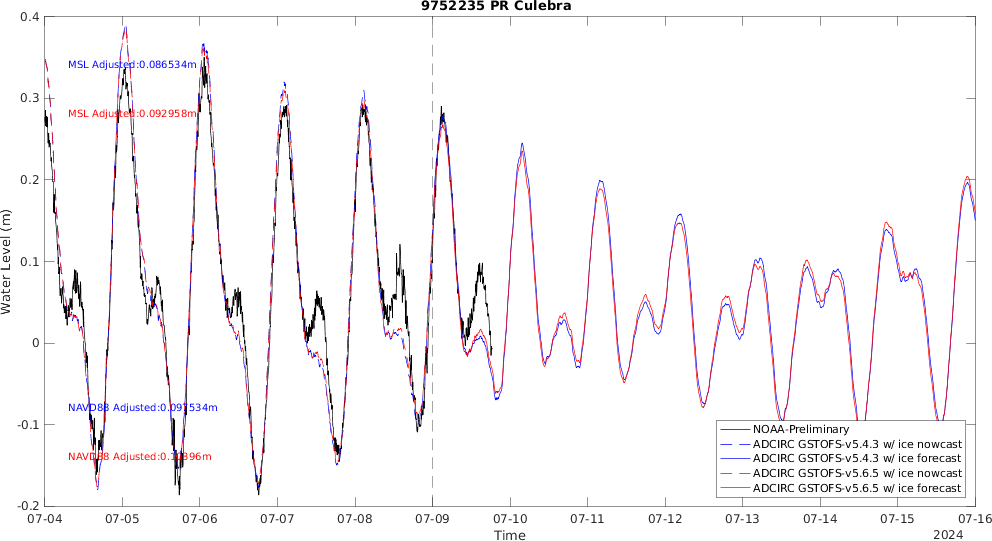 9752235 PR Culebra
0.4
MSL Adjusted:0.086534m
0.3
MSL Adjusted:0.092958m
0.2
0.1
Water Level (m)
0
NAVD88 Adjusted:0.097534m
-0.1
NAVD88 Adjusted:
-0.2
NOAA-Preliminary
ADCIRC GSTOFS-v5.4.3 w/ ice nowcast
ADCIRC GSTOFS-v5.4.3 w/ ice forecast
ADCIRC GSTOFS-v5.6.5 w/ ice nowcast
ADCIRC GSTOFS-v5.6.5 w/ ice forecast
07-04 07-05 07-06 07-07 07-08 07-09 07-10 07-11 07-12 07-13 07-14 07-15 07-16
Time
2024